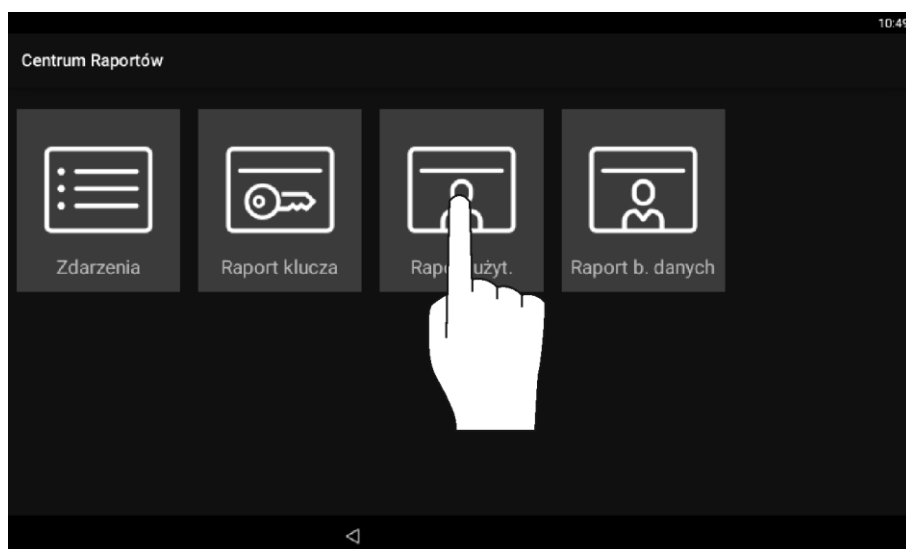 10:49
Centrum Raportów
Zdarzenia
Raport klucza
użyt.
Raport b. danych